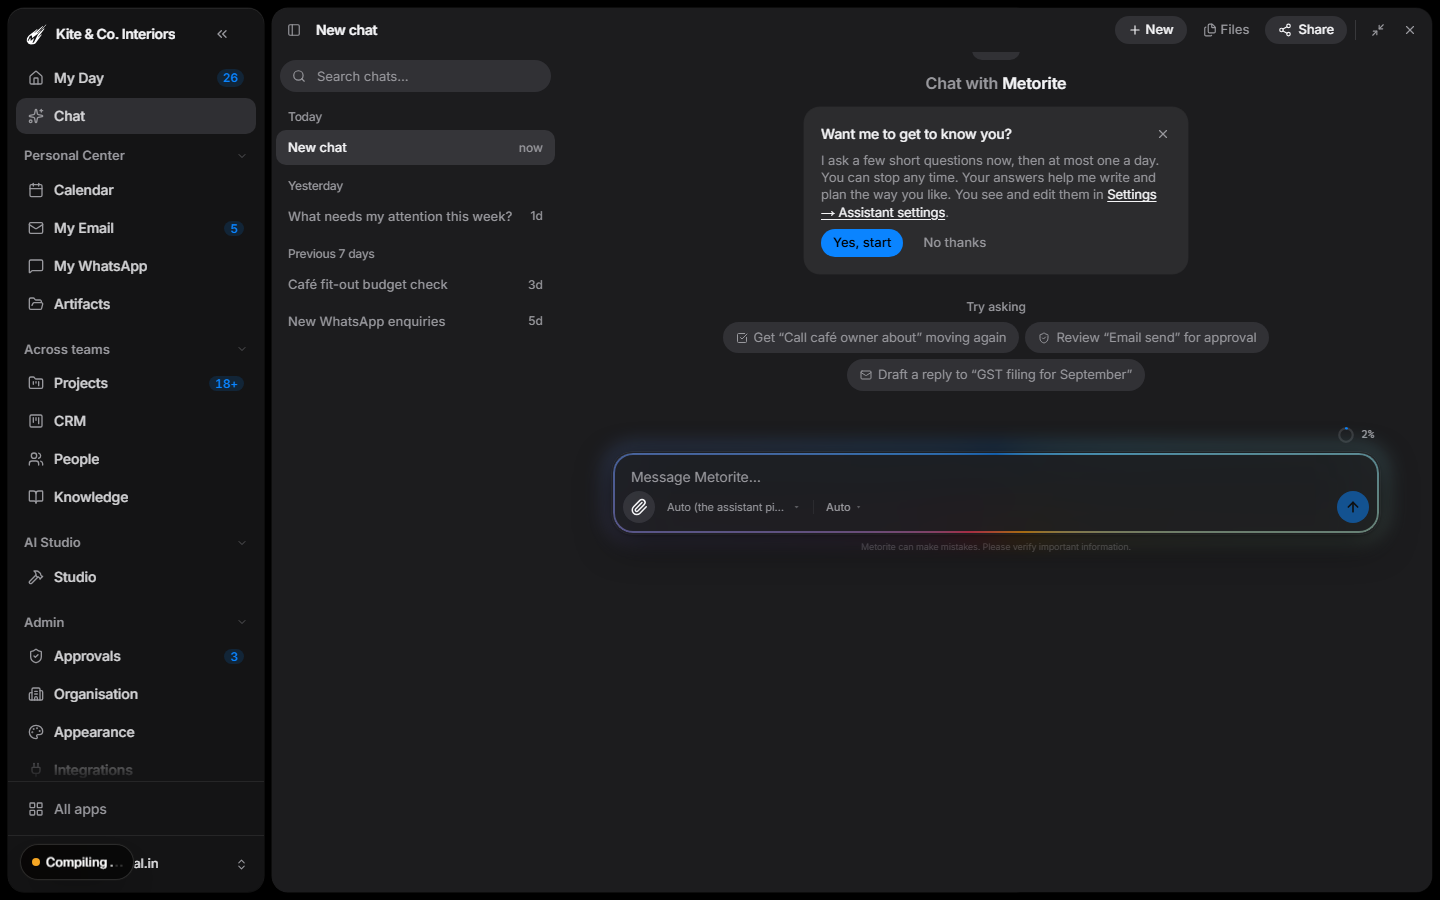 Kite & Co. Interiors
My Day 26
Chat
Personal Center
Calendar
My Email 5
My WhatsApp
Artifacts
Across teams
Projects 18+
CRM
People
Knowledge
AI Studio
Studio
Admin
Approvals 3
Organisation
Appearance
Integrations
All apps
Compiling ... al.in
New chat
New
Files
Share
Search chats...
Today
New chat now
Yesterday
What needs my attention this week? 1d
Previous 7 days
Café fit-out budget check 3d
New WhatsApp enquiries 5d
Chat with Metorite
Want me to get to know you?
I ask a few short questions now, then at most one a day.
You can stop any time. Your answers help me write and
plan the way you like. You see and edit them in Settings
→ Assistant settings.
Yes, start No thanks
Try asking
Get “Call café owner about” moving again
Review “Email send” for approval
Draft a reply to “GST filing for September”
2%
Message Metorite...
Auto (the assistant pi... Auto
Metorite can make mistakes. Please verify important information.